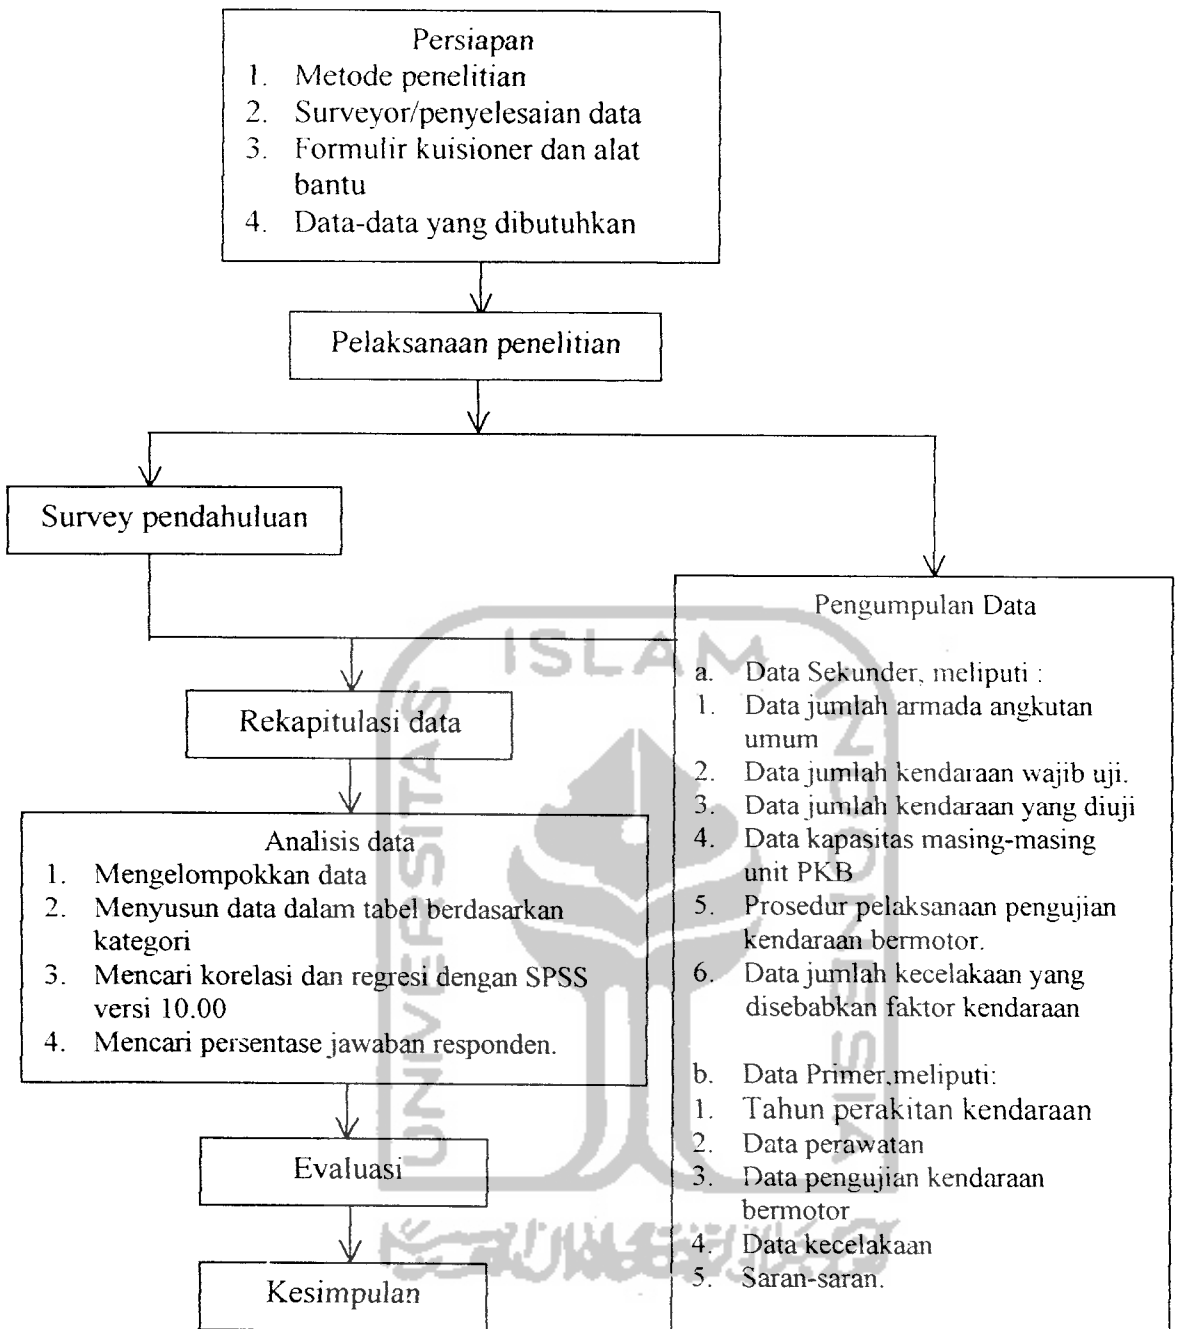 Persiapan
1. Metode penelitian
2. Surveyor/penyelesaian data
3. Formulir kuisioner dan alat
bantu
4. Data-data yang dibutuhkan
Pelaksanaan penelitian
Survey pendahuluan
Pengumpulan Data
a. Data Sekunder, meliputi :
1. Data jumlah armada angkutan
umum
2. Data jumlah kendaraan wajib uji.
3. Data jumlah kendaraan yang diuji
4. Data kapasitas masing-masing
unit PKB
5. Prosedur pelaksanaan pengujian
kendaraan bermotor.
6. Data jumlah kecelakaan yang
disebabkan faktor kendaraan
b. Data Primer,meliputi:
1. Tahun perakitan kendaraan
2. Data perawatan
3. Data pengujian kendaraan
bermotor
4. Data kecelakaan
5. Saran-saran.
Rekapitulasi data
Analisis data
1. Mengelompokkan data
2. Menyusun data dalam tabel berdasarkan
kategori
3. Mencari korelasi dan regresi dengan SPSS
versi 10.00
4. Mencari persentase jawaban responden.
Evaluasi
Kesimpulan
UNIVERSITAS
ISLAM
INDONESIA